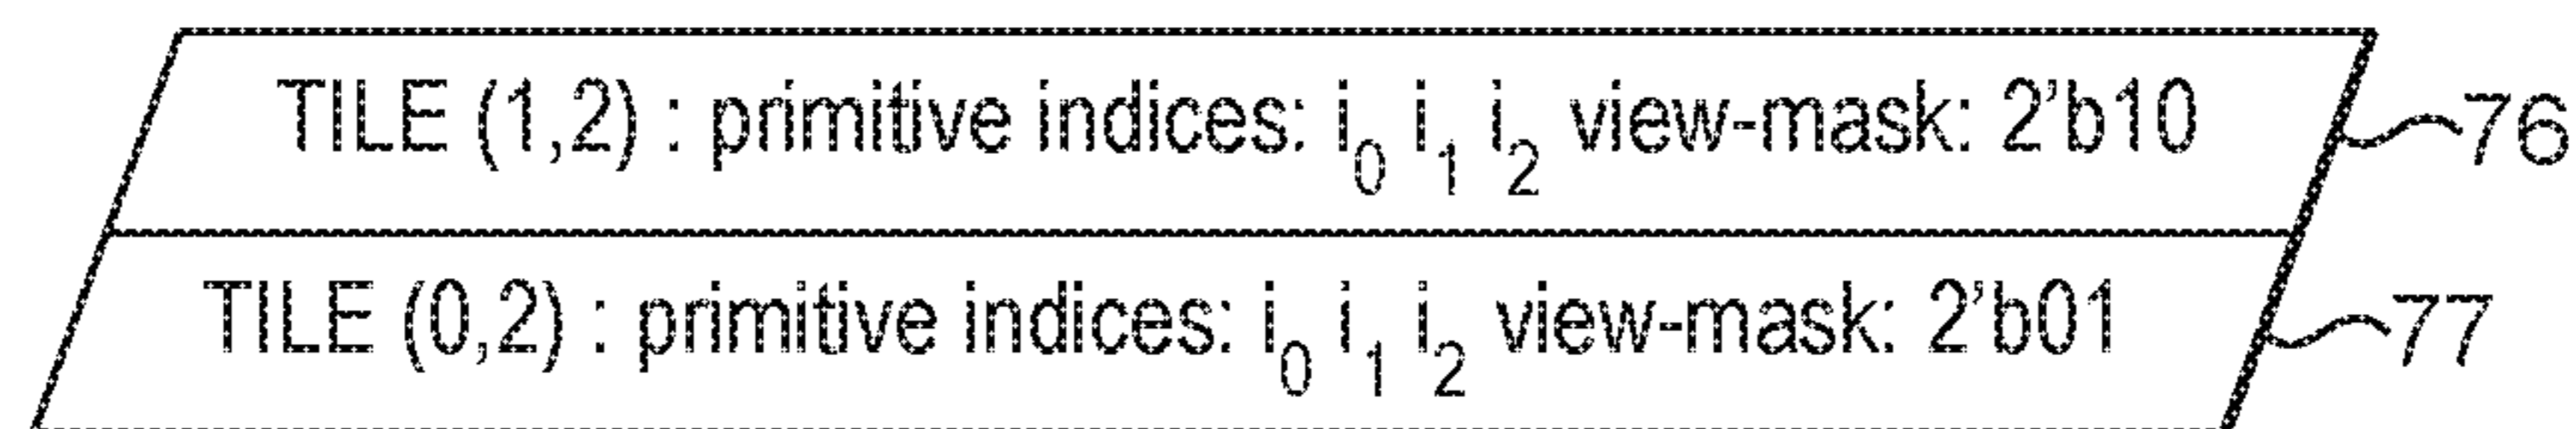 TILE (1,2) : primitive indices: i₀ i₁ i₂ view-mask: 2'b10 76
TILE (0,2) : primitive indices: i₀ i₁ i₂ view-mask: 2'b01 77